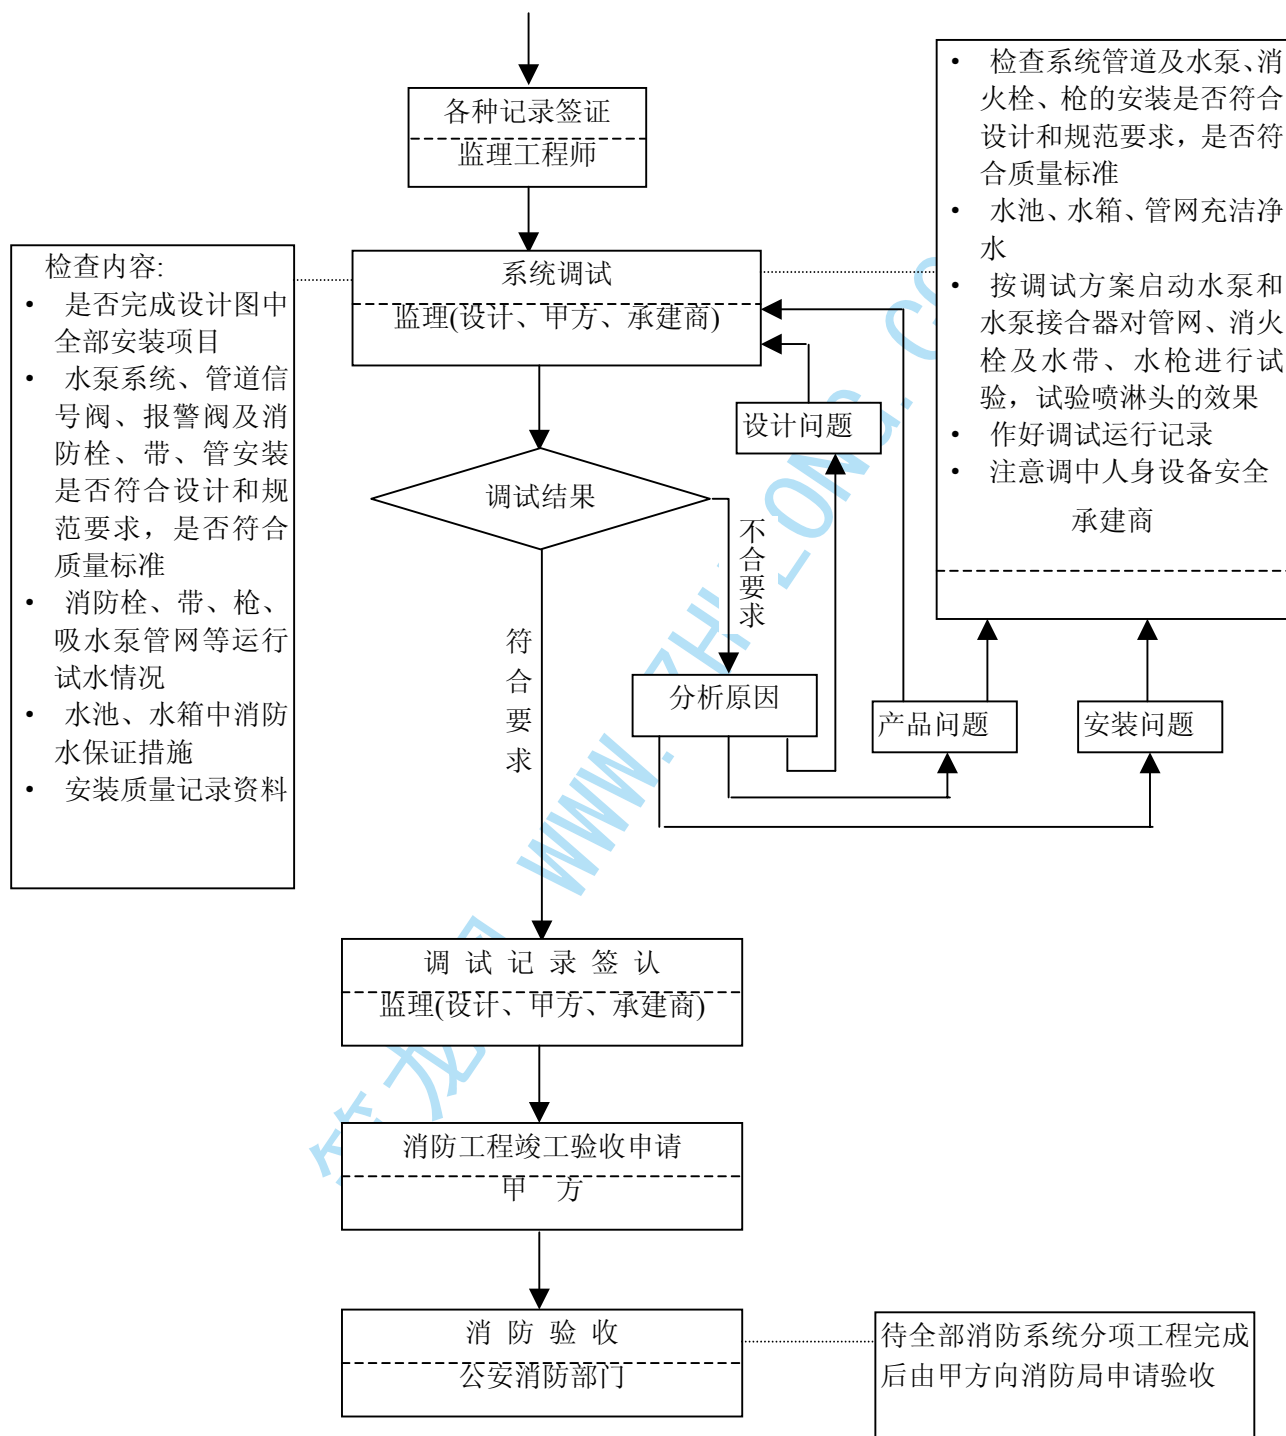 各种记录签证
监理工程师
• 检查系统管道及水泵、消
火栓、枪的安装是否符合
设计和规范要求，是否符
合质量标准
• 水池、水箱、管网充洁净
水
• 按调试方案启动水泵和
水泵接合器对管网、消火
栓及水带、水枪进行试
验，试验喷淋头的效果
• 作好调试运行记录
• 注意调中人身设备安全
承建商
检查内容:
• 是否完成设计图中
全部安装项目
• 水泵系统、管道信
号阀、报警阀及消
防栓、带、管安装
是否符合设计和规
范要求，是否符合
质量标准
• 消防栓、带、枪、
吸水泵管网等运行
试水情况
• 水池、水箱中消防
水保证措施
• 安装质量记录资料
系统调试
监理(设计、甲方、承建商)
设计问题
调试结果
不合要求
符合要求
分析原因
产品问题
安装问题
调试记录签认
监理(设计、甲方、承建商)
消防工程竣工验收申请
甲 方
消防验收
公安消防部门
待全部消防系统分项工程完成
后由甲方向消防局申请验收